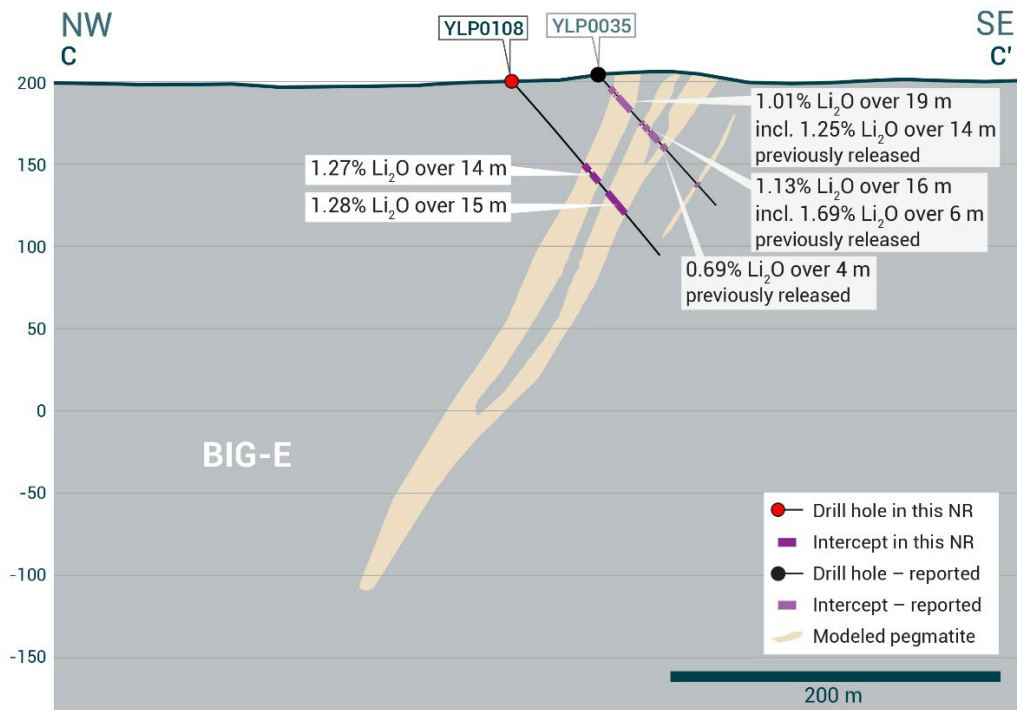 NW
C
SE
C'
YLP0108
YLP0035
200
150
100
50
0
-50
-100
-150
1.27% Li₂O over 14 m
1.28% Li₂O over 15 m
1.01% Li₂O over 19 m
incl. 1.25% Li₂O over 14 m
previously released
1.13% Li₂O over 16 m
incl. 1.69% Li₂O over 6 m
previously released
0.69% Li₂O over 4 m
previously released
BIG-E
Drill hole in this NR
Intercept in this NR
Drill hole – reported
Intercept – reported
Modeled pegmatite
200 m